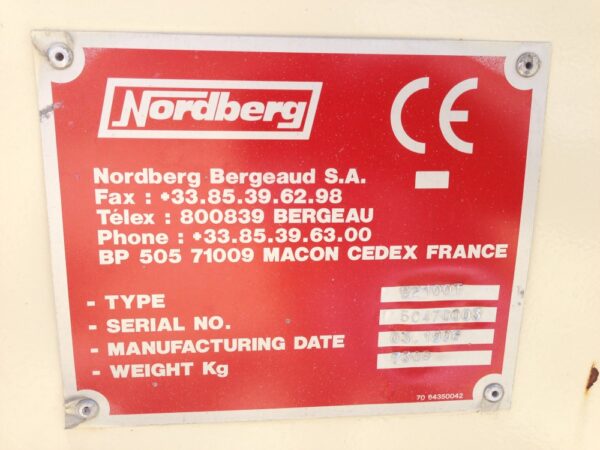 Nordberg
CE
Nordberg Bergeaud S.A.
Fax : •33.85.39.62.98
Télex : 800839 BERGEAU
Phone : •33.85.39.63.00
BP 505 71009 MACON CEDEX FRANCE
- TYPE
- SERIAL NO.
- MANUFACTURING DATE
- WEIGHT Kg
70 64350042